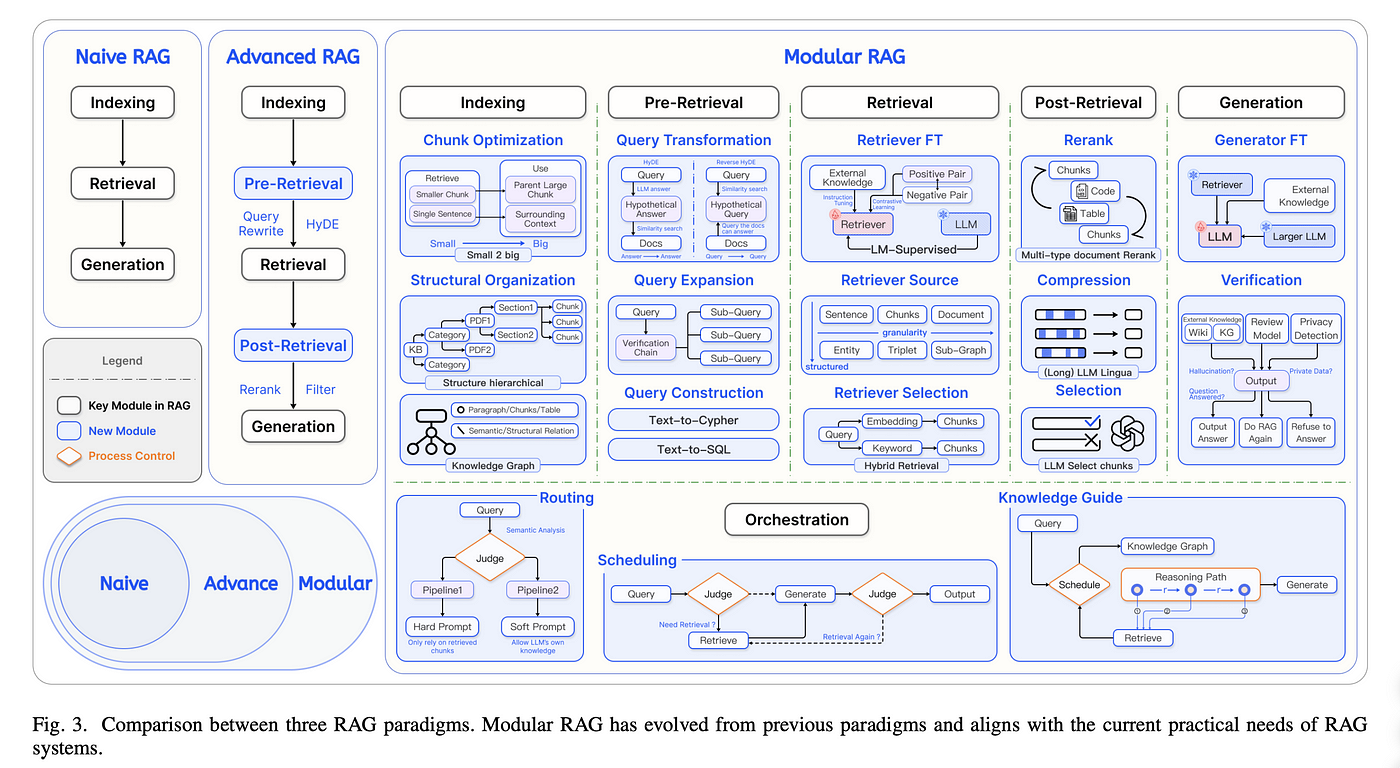 Naive RAG
Indexing
Retrieval
Generation
Advanced RAG
Indexing
Pre-Retrieval
Query
Rewrite
HyDE
Retrieval
Post-Retrieval
Rerank
Filter
Generation
Legend
Key Module in RAG
New Module
Process Control
Naive
Advance
Modular
Modular RAG
Indexing
Chunk Optimization
Retrieve
Smaller Chunk
Single Sentence
Use
Parent Large
Chunk
Surrounding
Context
Small
Big
Small 2 big
Structural Organization
KB
Category
Category
PDF1
PDF2
Section1
Section2
Chunk
Chunk
Chunk
Structure hierarchical
Paragraph/Chunks/Table
Semantic/Structural Relation
Knowledge Graph
Pre-Retrieval
Query Transformation
HyDE
Query
LLM answer
Hypothetical
Answer
Similarity search
Docs
Answer
Answer
Reverse HyDE
Query
Similarity search
Hypothetical
Query
Query the docs
can answer
Docs
Query
Query
Query Expansion
Query
Verification
Chain
Sub-Query
Sub-Query
Sub-Query
Query Construction
Text-to-Cypher
Text-to-SQL
Retrieval
Retriever FT
External
Knowledge
Positive Pair
Negative Pair
Instruction
Tuning
Contrastive
Learning
Retriever
LLM
LM-Supervised
Retriever Source
Sentence
Chunks
Document
granularity
Entity
Triplet
Sub-Graph
structured
Retriever Selection
Query
Embedding
Chunks
Keyword
Chunks
Hybrid Retrieval
Post-Retrieval
Rerank
Chunks
Code
Table
Chunks
Multi-type document Rerank
Compression
(Long) LLM Lingua
Selection
LLM Select chunks
Generation
Generator FT
Retriever
External
Knowledge
LLM
Larger LLM
Verification
External Knowledge
Wiki
KG
Review
Model
Privacy
Detection
Hallucination?
Output
Private Data?
Question
Answered?
Output
Answer
Do RAG
Again
Refuse to
Answer
Routing
Query
Semantic Analysis
Judge
Pipeline1
Pipeline2
Hard Prompt
Soft Prompt
Only rely on retrieved
chunks
Allow LLM's own
knowledge
Orchestration
Scheduling
Query
Judge
Generate
Judge
Output
Need Retrieval ?
Retrieve
Retrieval Again ?
Knowledge Guide
Query
Knowledge Graph
Schedule
Reasoning Path
r
r
Generate
1
2
3
Retrieve
Fig. 3. Comparison between three RAG paradigms. Modular RAG has evolved from previous paradigms and aligns with the current practical needs of RAG
systems.